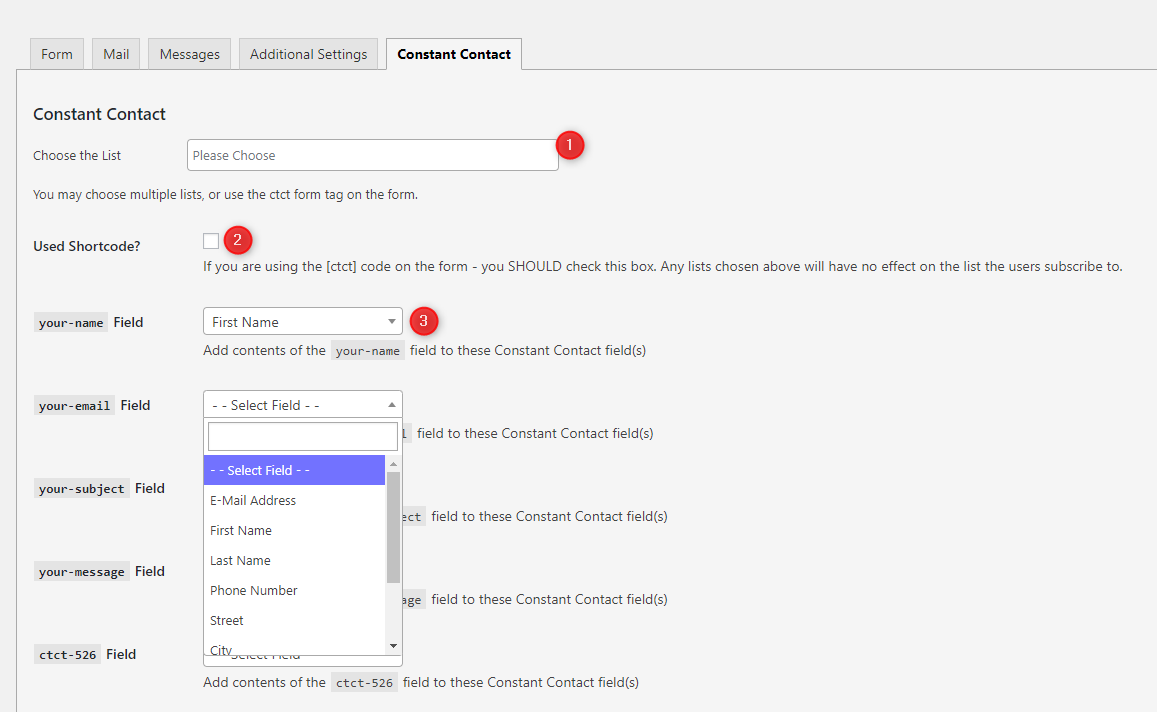 Form Mail Messages Additional Settings Constant Contact
Constant Contact
Choose the List Please Choose 1
You may choose multiple lists, or use the ctct form tag on the form.
Used Shortcode? 2
If you are using the [ctct] code on the form - you SHOULD check this box. Any lists chosen above will have no effect on the list the users subscribe to.
your-name Field First Name 3
Add contents of the your-name field to these Constant Contact field(s)
your-email Field - - Select Field - -
l field to these Constant Contact field(s)
- - Select Field - -
your-subject Field
E-Mail Address
ect field to these Constant Contact field(s)
First Name
Last Name
your-message Field
Phone Number
age field to these Constant Contact field(s)
Street
City
ctct-526 Field
Select Field
Add contents of the ctct-526 field to these Constant Contact field(s)